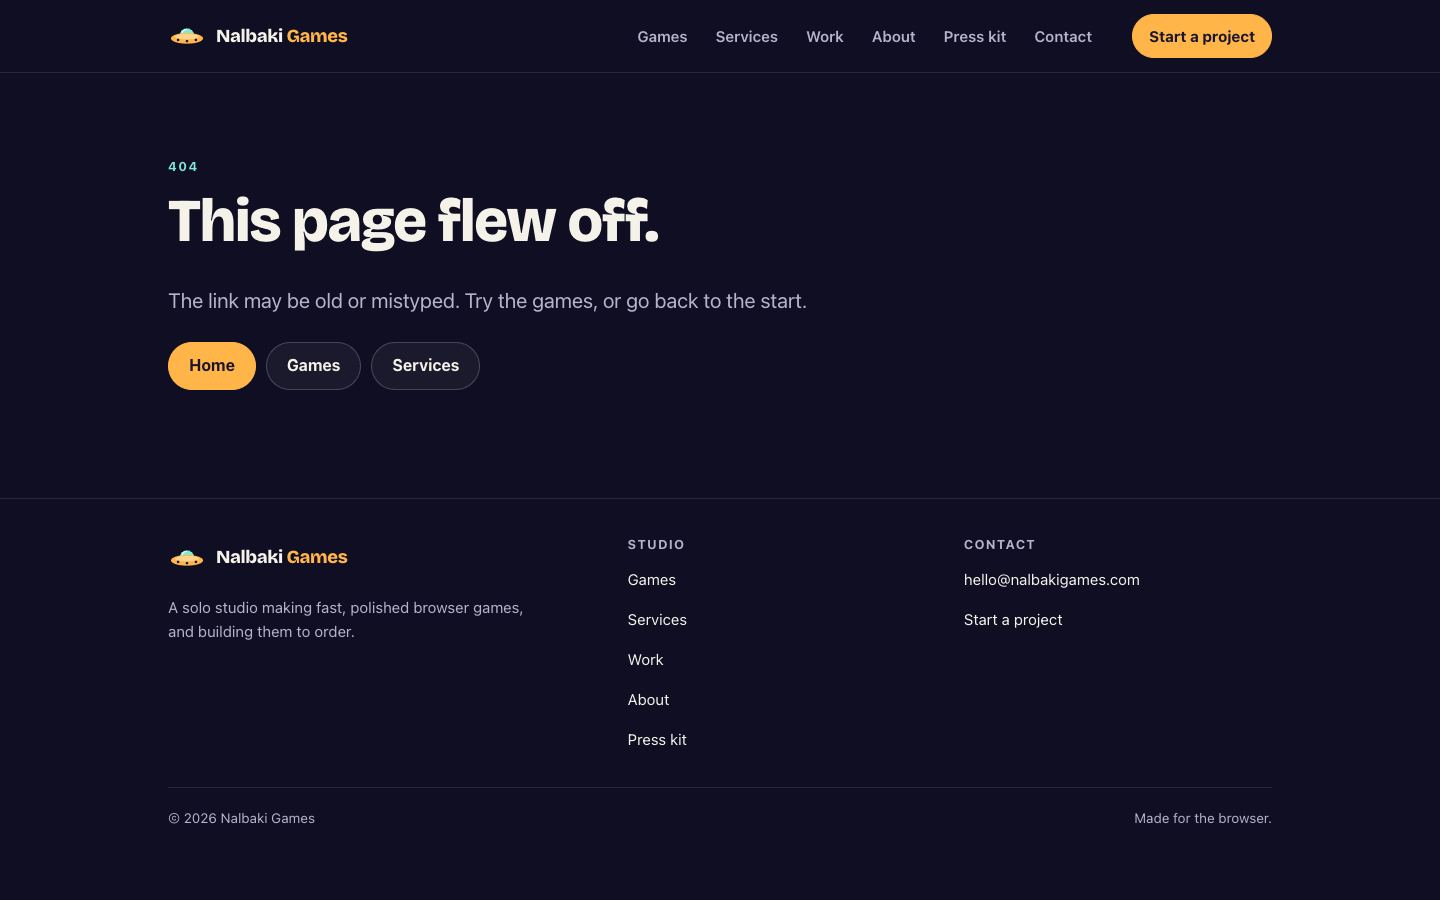 Nalbaki Games
Games Services Work About Press kit Contact Start a project
404
This page flew off.
The link may be old or mistyped. Try the games, or go back to the start.
Home Games Services
Nalbaki Games
A solo studio making fast, polished browser games,
and building them to order.
STUDIO
Games
Services
Work
About
Press kit
CONTACT
hello@nalbakigames.com
Start a project
© 2026 Nalbaki Games
Made for the browser.